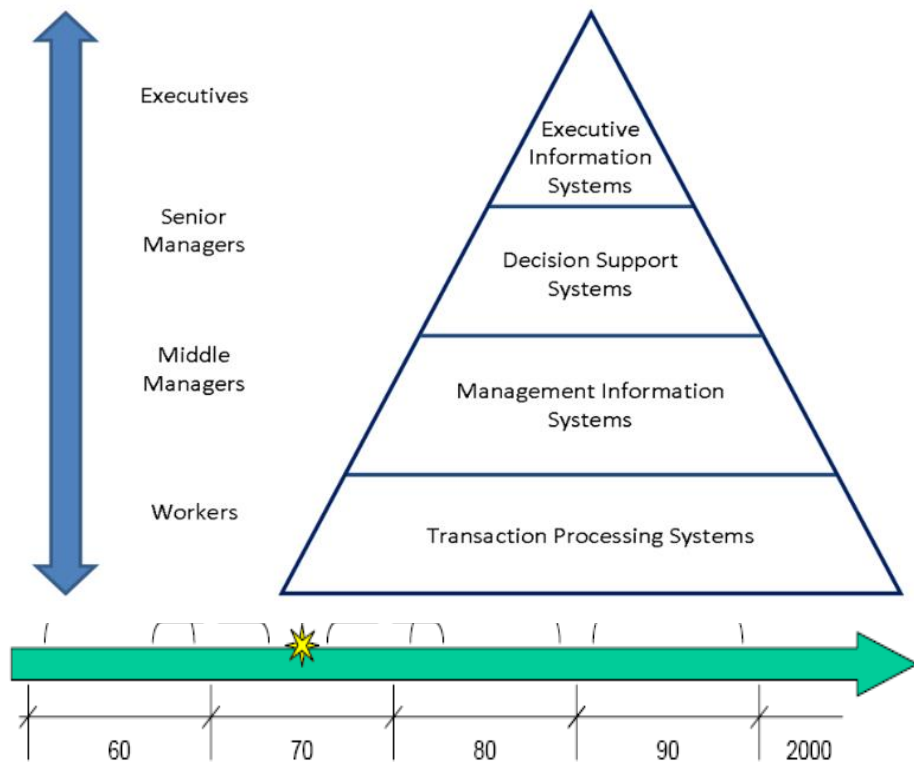 Executives
Executive
Information
Systems
Senior
Managers
Decision Support
Systems
Middle
Managers
Management Information
Systems
Workers
Transaction Processing Systems
60
70
80
90
2000